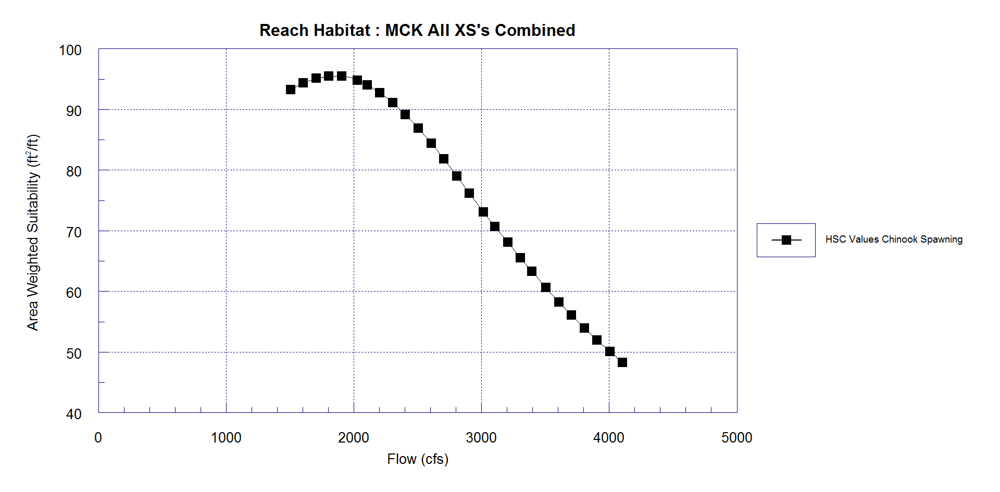 Reach Habitat : MCK All XS's Combined
100
90
80
70
60
50
40
Area Weighted Suitability (ft²/ft)
0 1000 2000 3000 4000 5000
Flow (cfs)
HSC Values Chinook Spawning